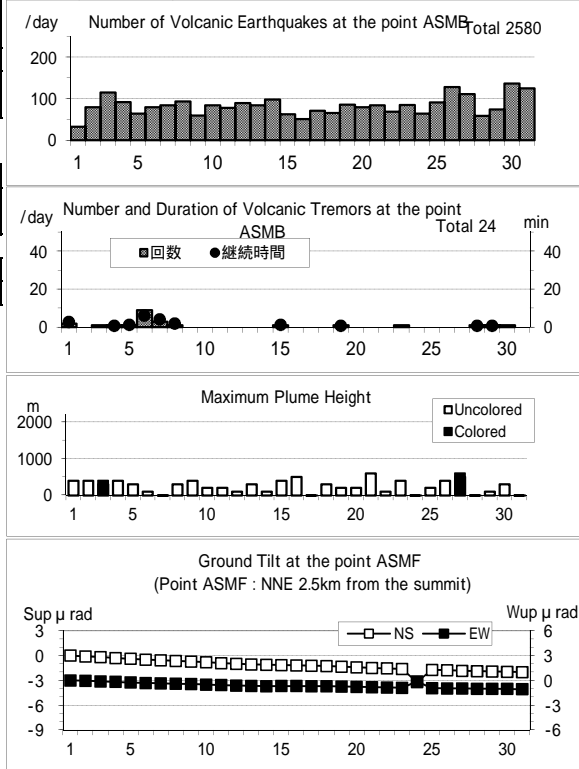 /day Number of Volcanic Earthquakes at the point ASMB Total 2580
200
100
0
1 5 10 15 20 25 30
/day Number and Duration of Volcanic Tremors at the point
ASMB Total 24 min
40 40
回数 継続時間
20 20
0 0
1 5 10 15 20 25 30
Maximum Plume Height
m
2000
Uncolored
Colored
1000
0
1 5 10 15 20 25 30
Ground Tilt at the point ASMF
(Point ASMF : NNE 2.5km from the summit)
Sup μ rad Wup μ rad
NS EW
3 6
0 3
-3 0
-6 -3
-9 -6
1 5 10 15 20 25 30